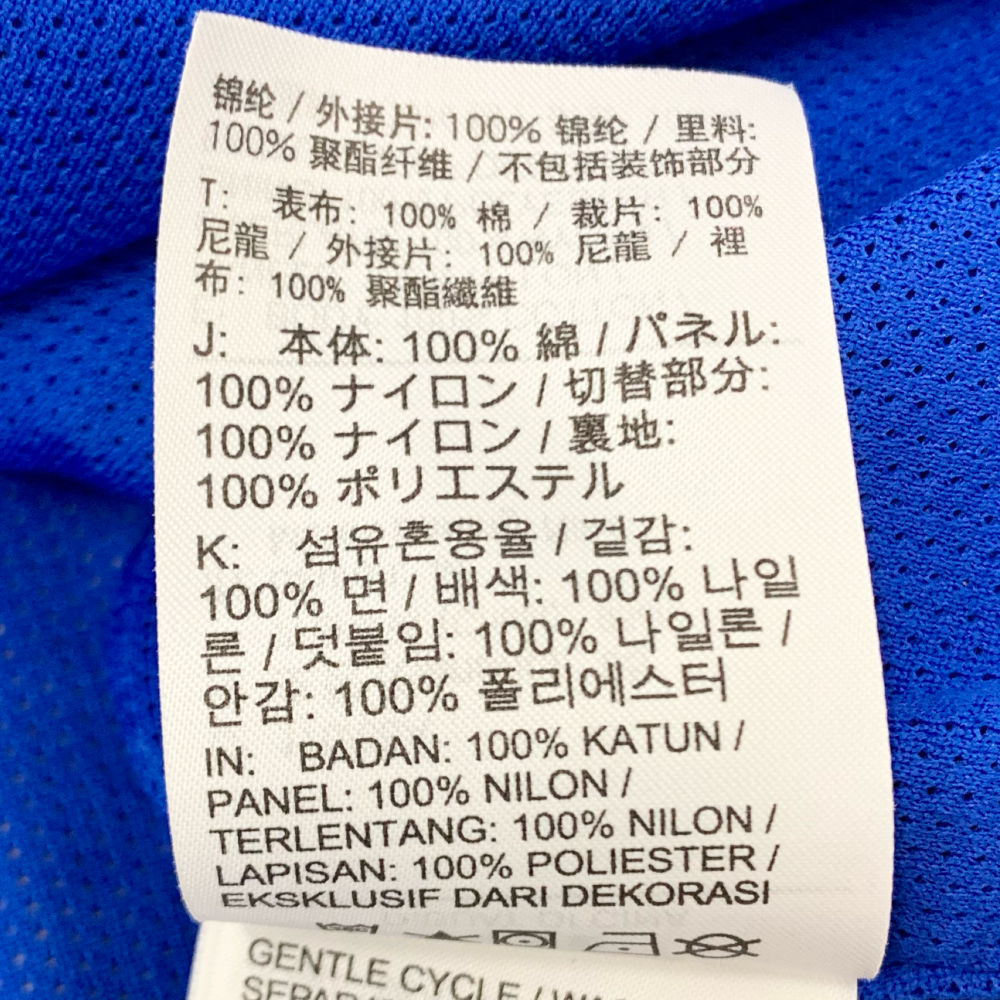 锦纶 / 外接片: 100% 锦纶 / 里料:
100% 聚酯纤维 / 不包括装饰部分
T: 表布: 100% 棉 / 裁片: 100%
尼龍 / 外接片: 100% 尼龍 / 裡
布: 100% 聚酯纖維
J: 本体: 100% 綿 / パネル:
100% ナイロン / 切替部分:
100% ナイロン / 裏地:
100% ポリエステル
K: 섬유혼용율 / 겉감:
100% 면 / 배색: 100% 나일
론 / 덧붙임: 100% 나일론 /
안감: 100% 폴리에스터
IN: BADAN: 100% KATUN /
PANEL: 100% NILON /
TERLENTANG: 100% NILON /
LAPISAN: 100% POLIESTER /
EKSKLUSIF DARI DEKORASI
GENTLE CYCLE /